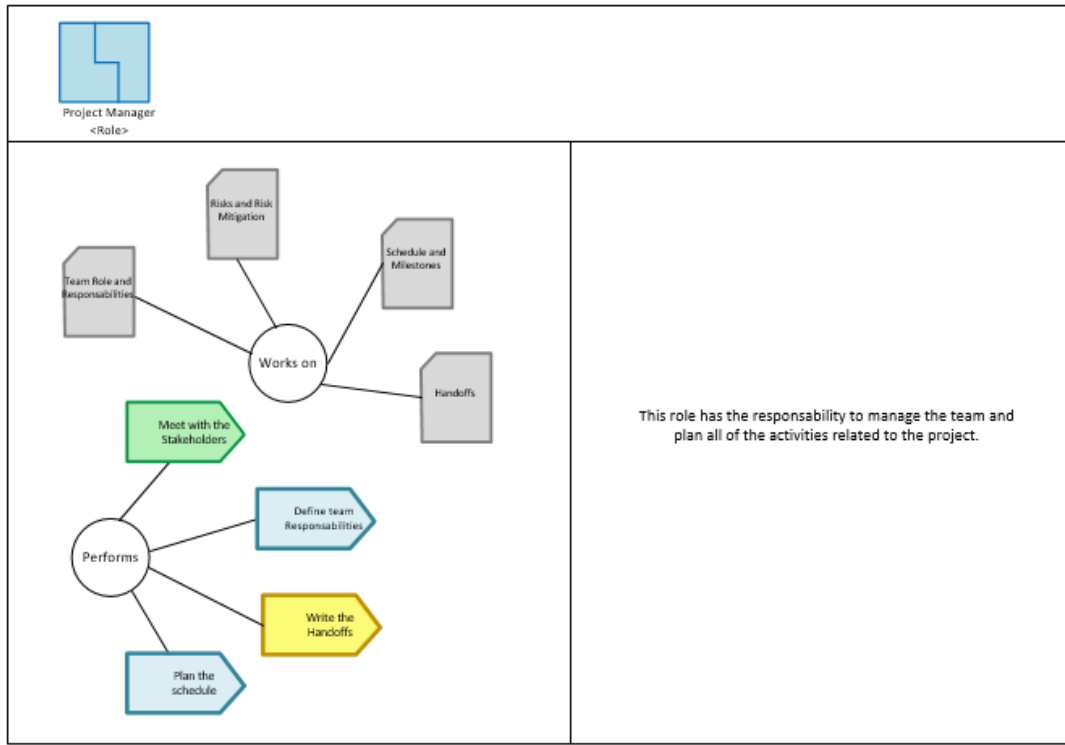 Project Manager
<Role>
Risks and Risk
Mitigation
Schedule and
Milestones
Team Role and
Responsabilities
Works on
Handoffs
Meet with the
Stakeholders
Define team
Responsabilities
Performs
Write the
Handoffs
Plan the
schedule
This role has the responsability to manage the team and
plan all of the activities related to the project.